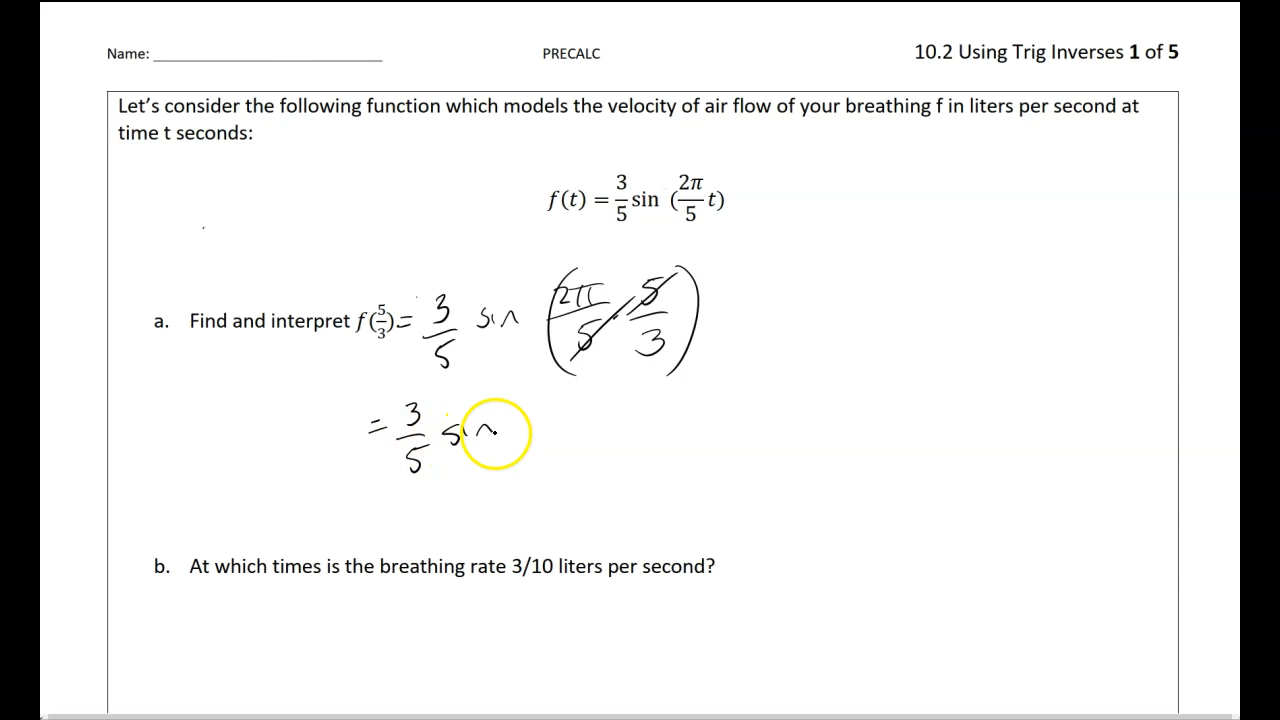 Name: ____________________ PRECALC 10.2 Using Trig Inverses 1 of 5
Let's consider the following function which models the velocity of air flow of your breathing f in liters per second at
time t seconds:
f(t) = 3/5 sin (2π/5 t)
a. Find and interpret f(5/3) = 3/5 sin (2π/5 · 5/3)
= 3/5 sin
b. At which times is the breathing rate 3/10 liters per second?